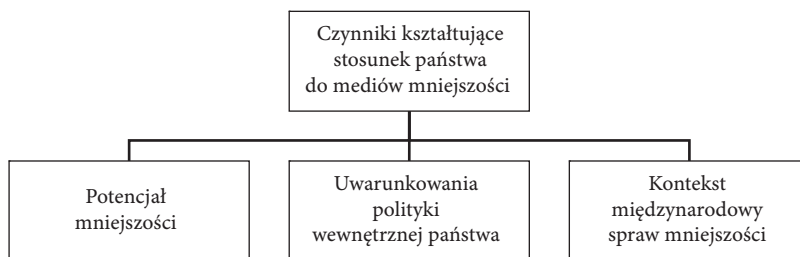 Czynniki kształtujące
stosunek państwa
do mediów mniejszości
Potencjał
mniejszości
Uwarunkowania
polityki
wewnętrznej państwa
Kontekst
międzynarodowy
spraw mniejszości